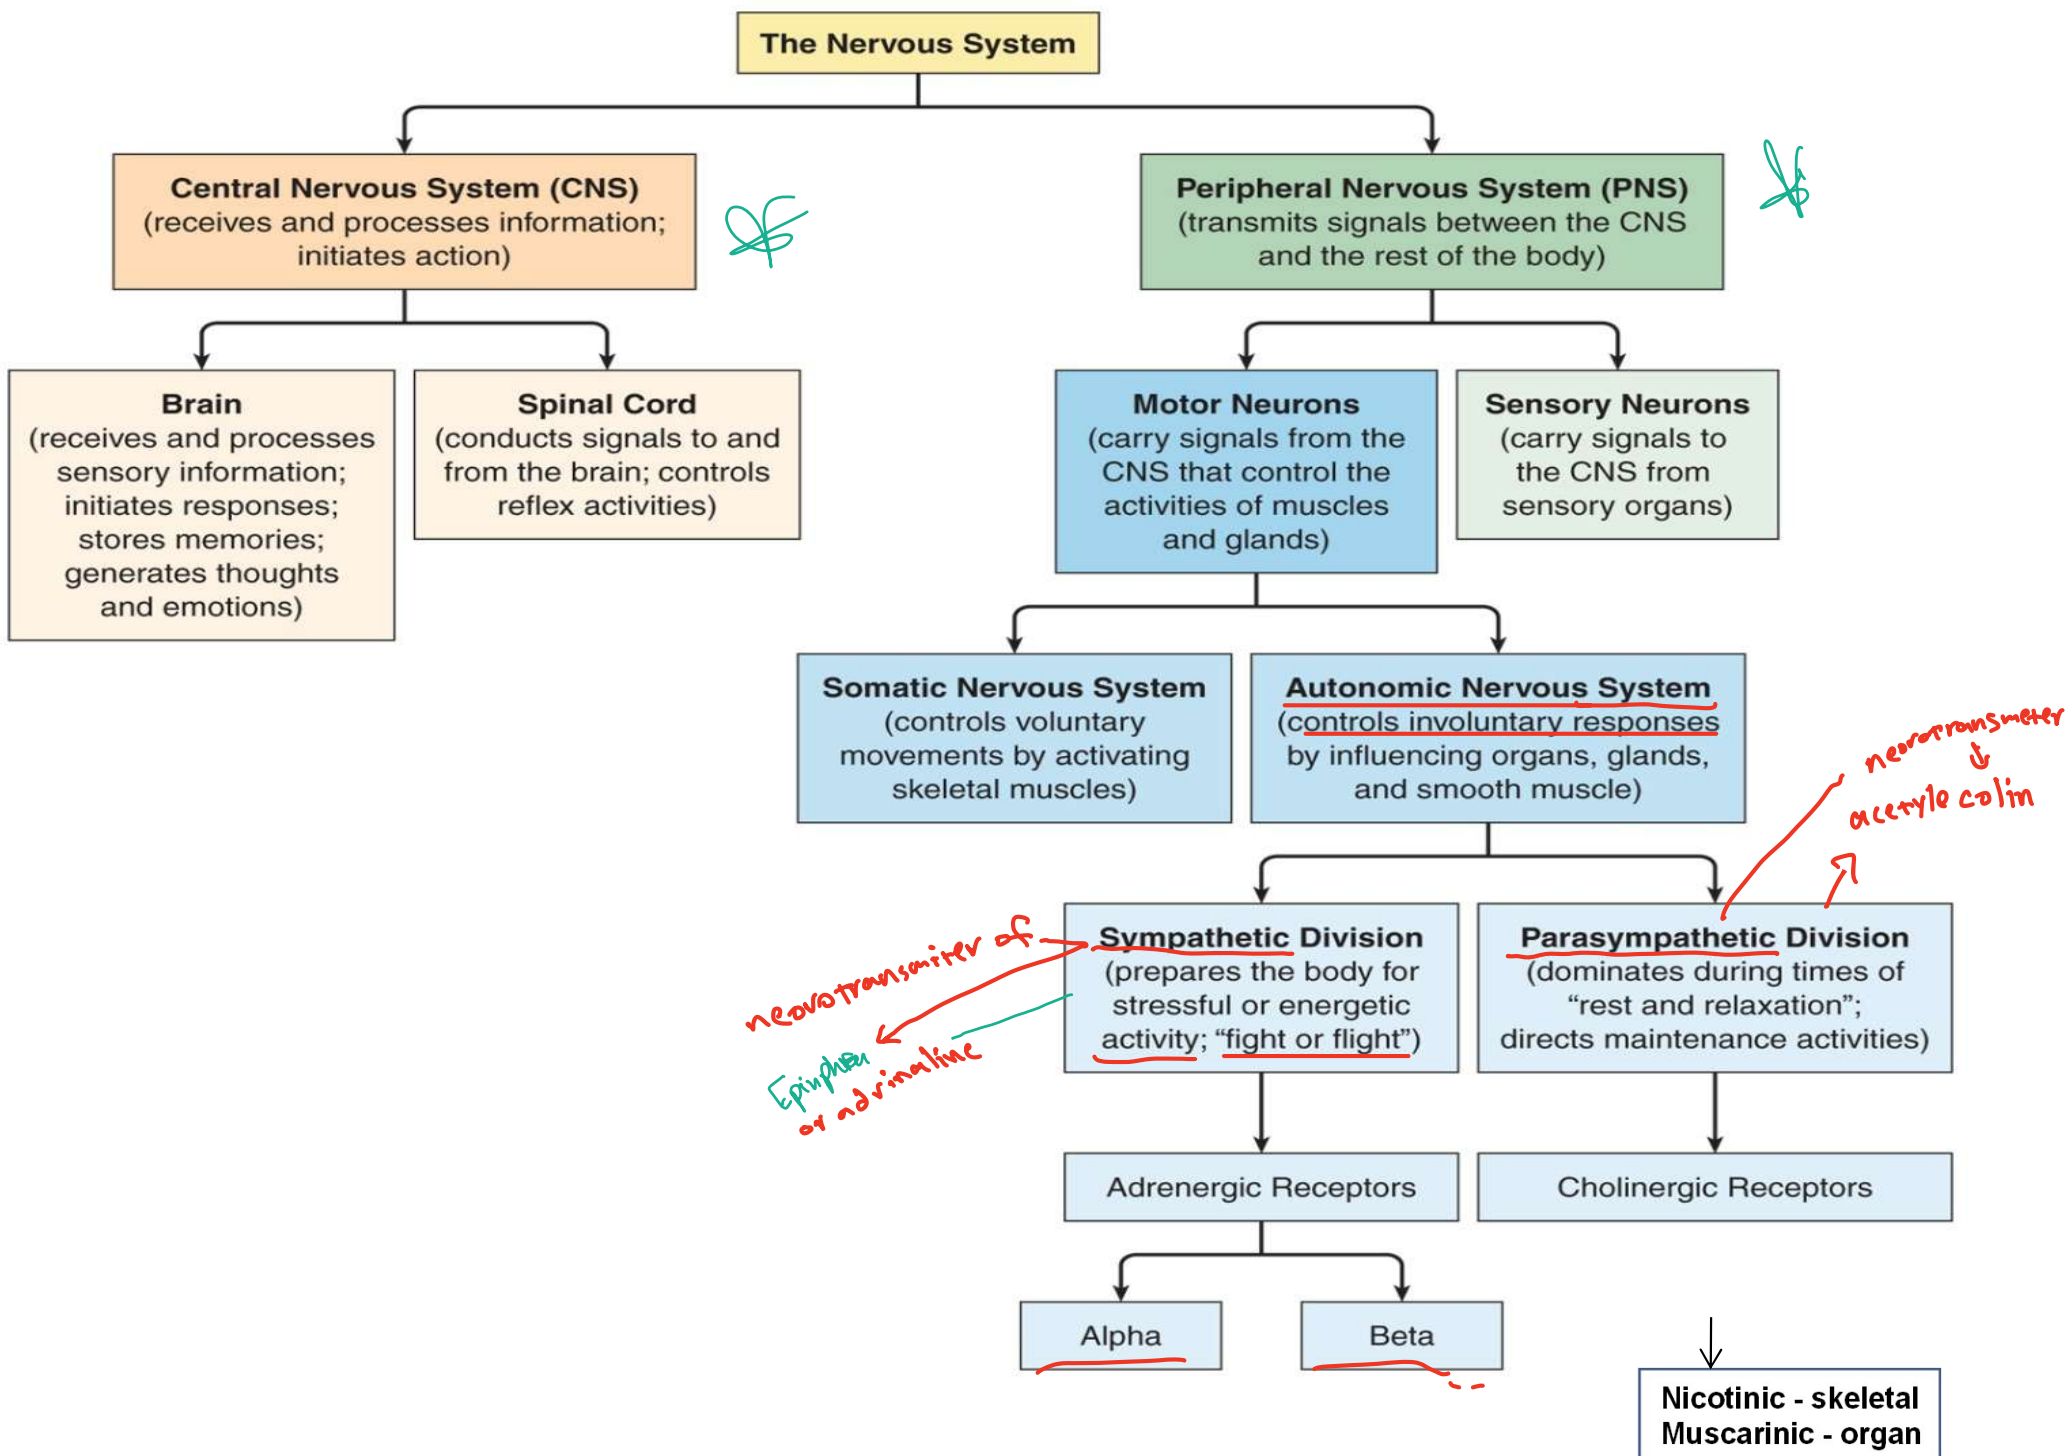 The Nervous System
Central Nervous System (CNS)
(receives and processes information;
initiates action)
Peripheral Nervous System (PNS)
(transmits signals between the CNS
and the rest of the body)
Brain
(receives and processes
sensory information;
initiates responses;
stores memories;
generates thoughts
and emotions)
Spinal Cord
(conducts signals to and
from the brain; controls
reflex activities)
Motor Neurons
(carry signals from the
CNS that control the
activities of muscles
and glands)
Sensory Neurons
(carry signals to
the CNS from
sensory organs)
Somatic Nervous System
(controls voluntary
movements by activating
skeletal muscles)
Autonomic Nervous System
(controls involuntary responses
by influencing organs, glands,
and smooth muscle)
neorotransmeter
acetyle colin
neovotransmiter of
or adrinaline
Sympathetic Division
(prepares the body for
stressful or energetic
activity; “fight or flight”)
Parasympathetic Division
(dominates during times of
“rest and relaxation”;
directs maintenance activities)
Adrenergic Receptors
Cholinergic Receptors
Alpha
Beta
Nicotinic - skeletal
Muscarinic - organ